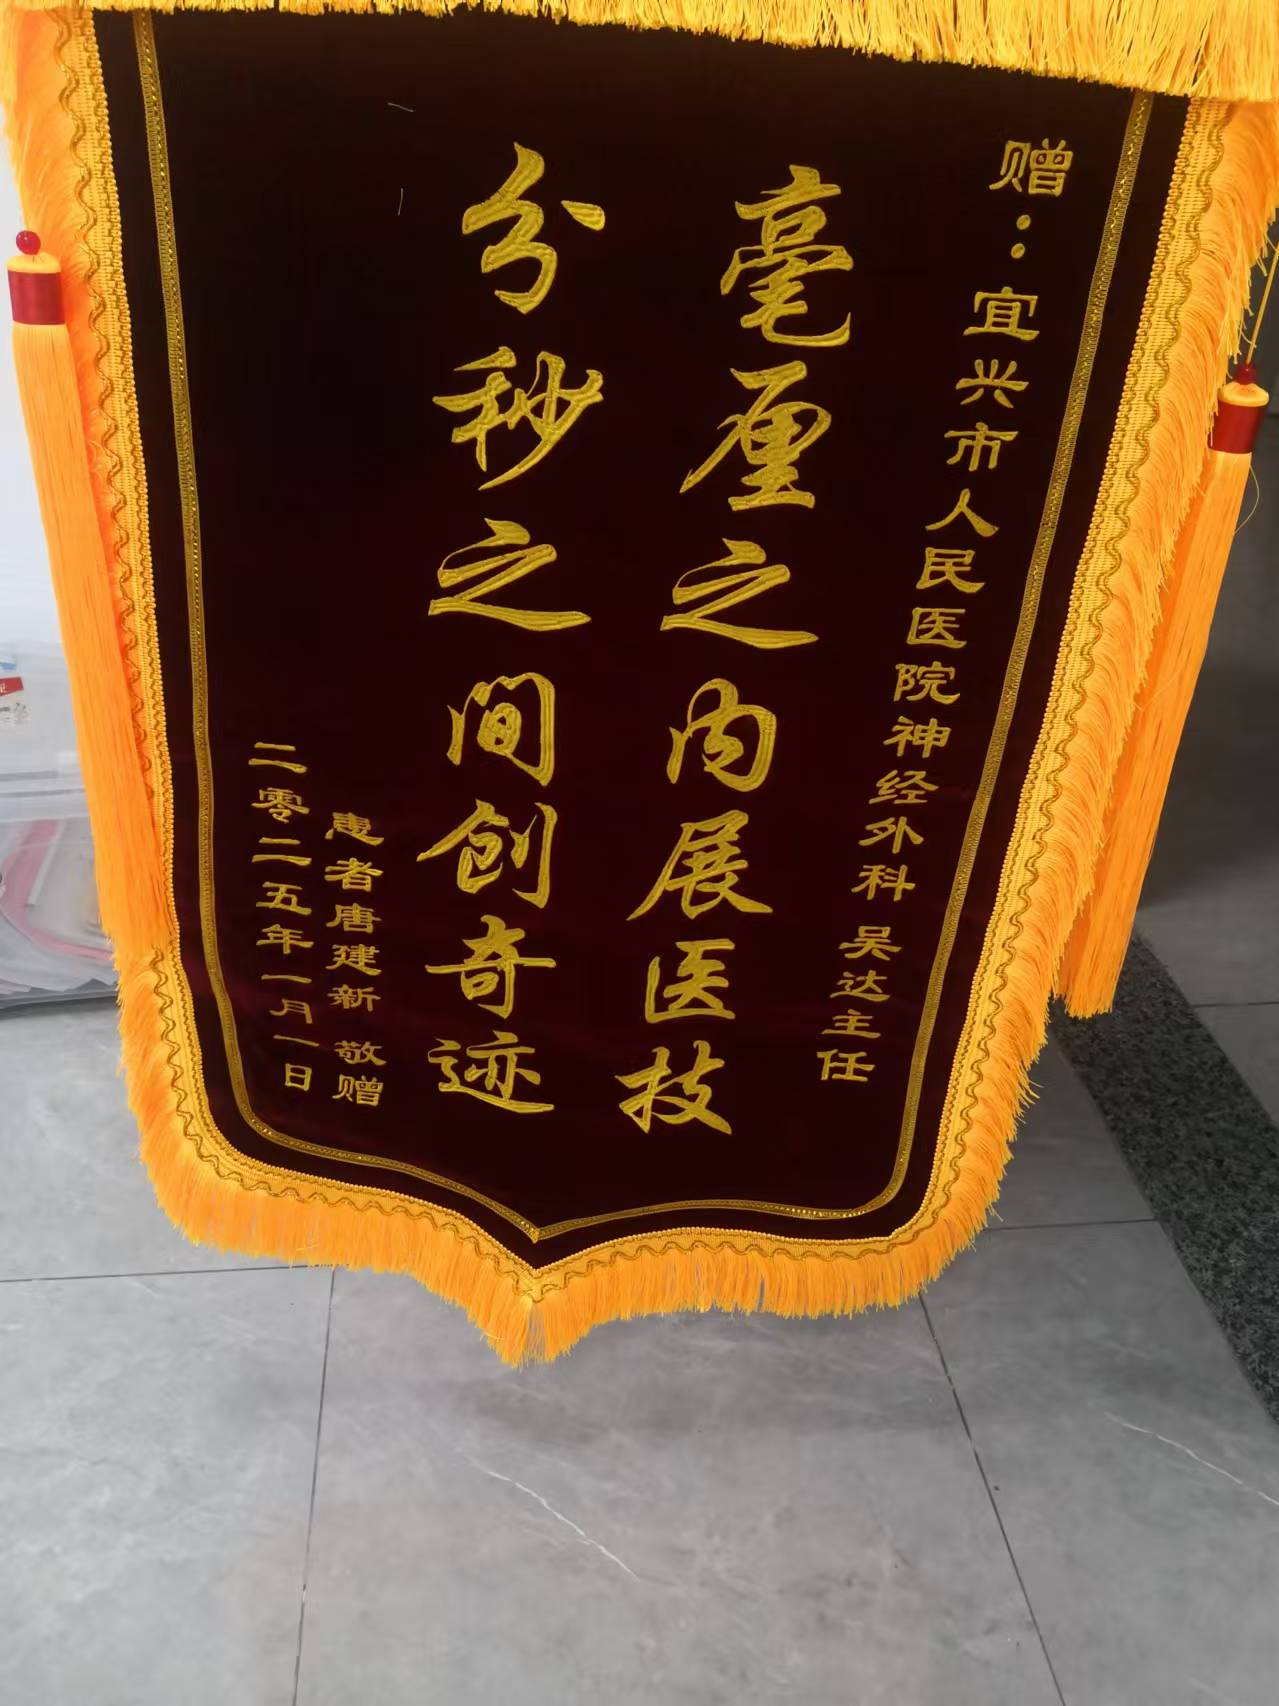 赠：宜兴市人民医院神经外科 吴达主任
毫厘之内展医技
分秒之间创奇迹
患者唐建新 敬赠
二零二五年一月一日